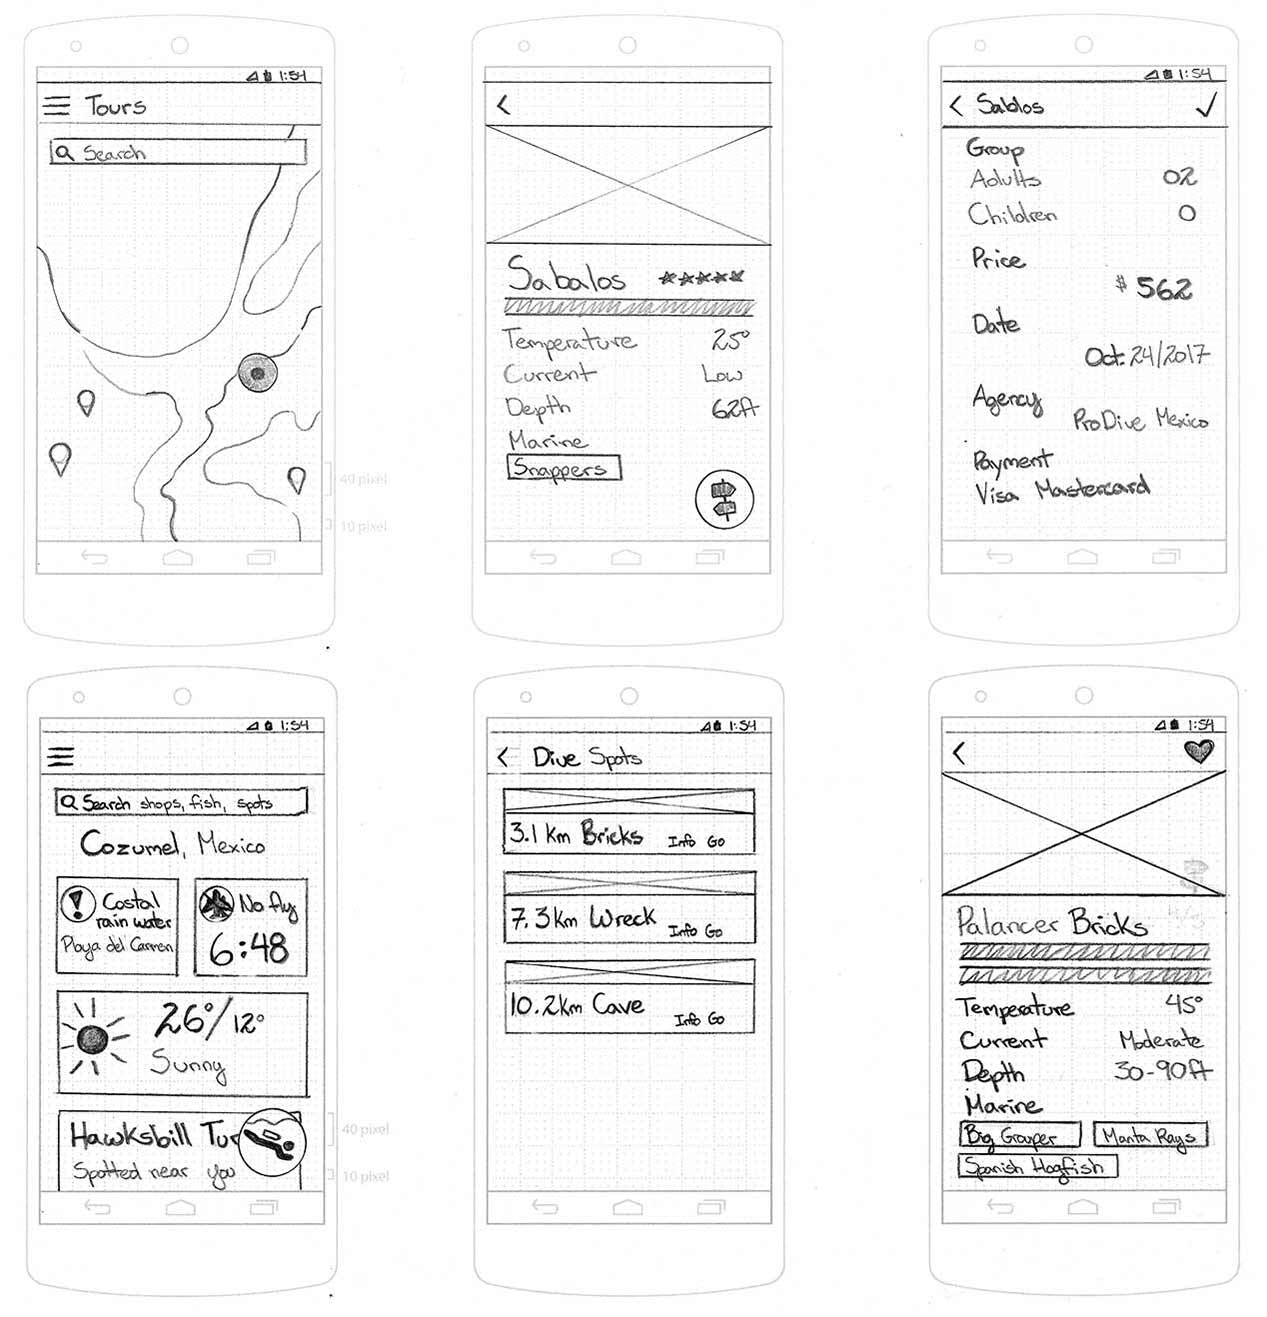 1:54
Tours
Search
40 pixel
10 pixel
Sabalos
Temperature 25°
Current Low
Depth 62ft
Marine
Snappers
1:54
Sablos
Group
Adults 02
Children 0
Price
$562
Date
Oct. 24/2017
Agency
ProDive Mexico
Payment
Visa Mastercard
1:54
Search shops, fish, spots
Cozumel, Mexico
Costal
rain water
Playa del Carmen
No fly
6:48
26°/12°
Sunny
Hawksbill Tur
Spotted near you
40 pixel
10 pixel
1:54
Dive Spots
3.1 km Bricks Info Go
7.3km Wreck Info Go
10.2km Cave Info Go
1:54
Palancer Bricks
Temperature 45°
Current Moderate
Depth 30-90ft
Marine
Big Grouper Manta Rays
Spanish Hogfish